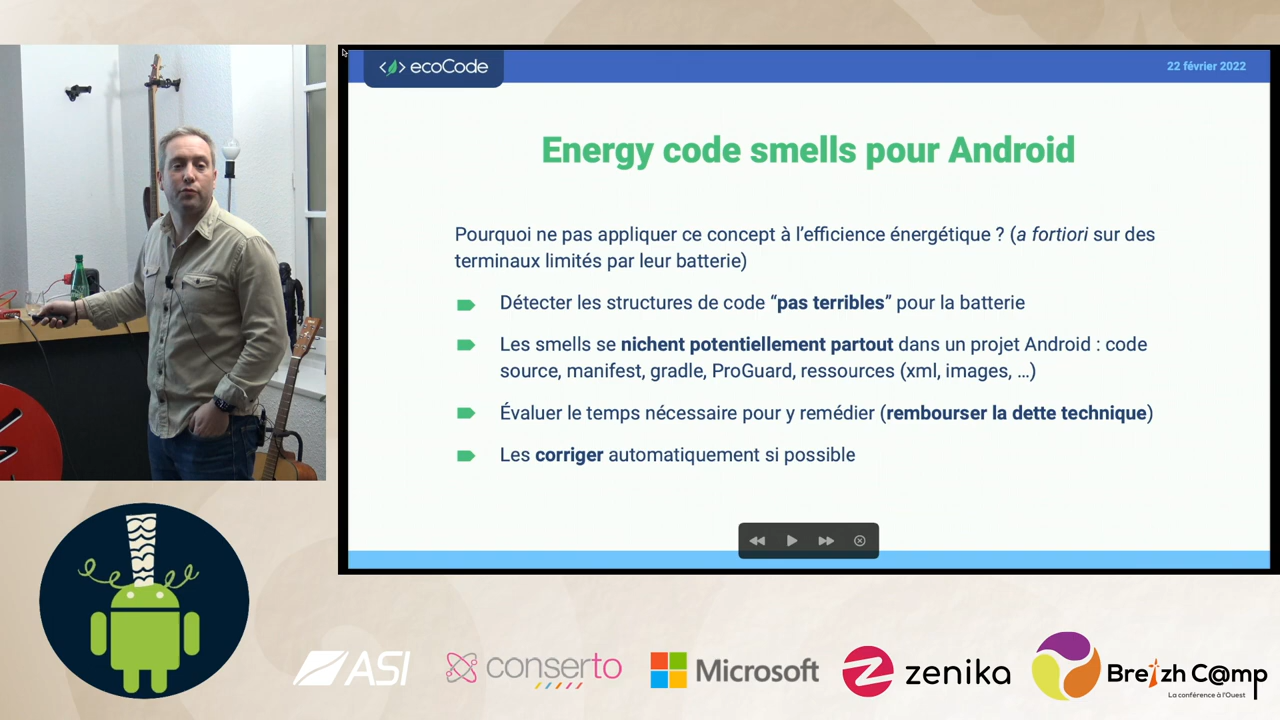 ecoCode
22 février 2022
Energy code smells pour Android
Pourquoi ne pas appliquer ce concept à l’efficience énergétique ? (a fortiori sur des
terminaux limités par leur batterie)
Détecter les structures de code “pas terribles” pour la batterie
Les smells se nichent potentiellement partout dans un projet Android : code
source, manifest, gradle, ProGuard, ressources (xml, images, …)
Évaluer le temps nécessaire pour y remédier (rembourser la dette technique)
Les corriger automatiquement si possible
ASI
conserto
Microsoft
zenika
Breizh C@mp
La conférence à l'Ouest